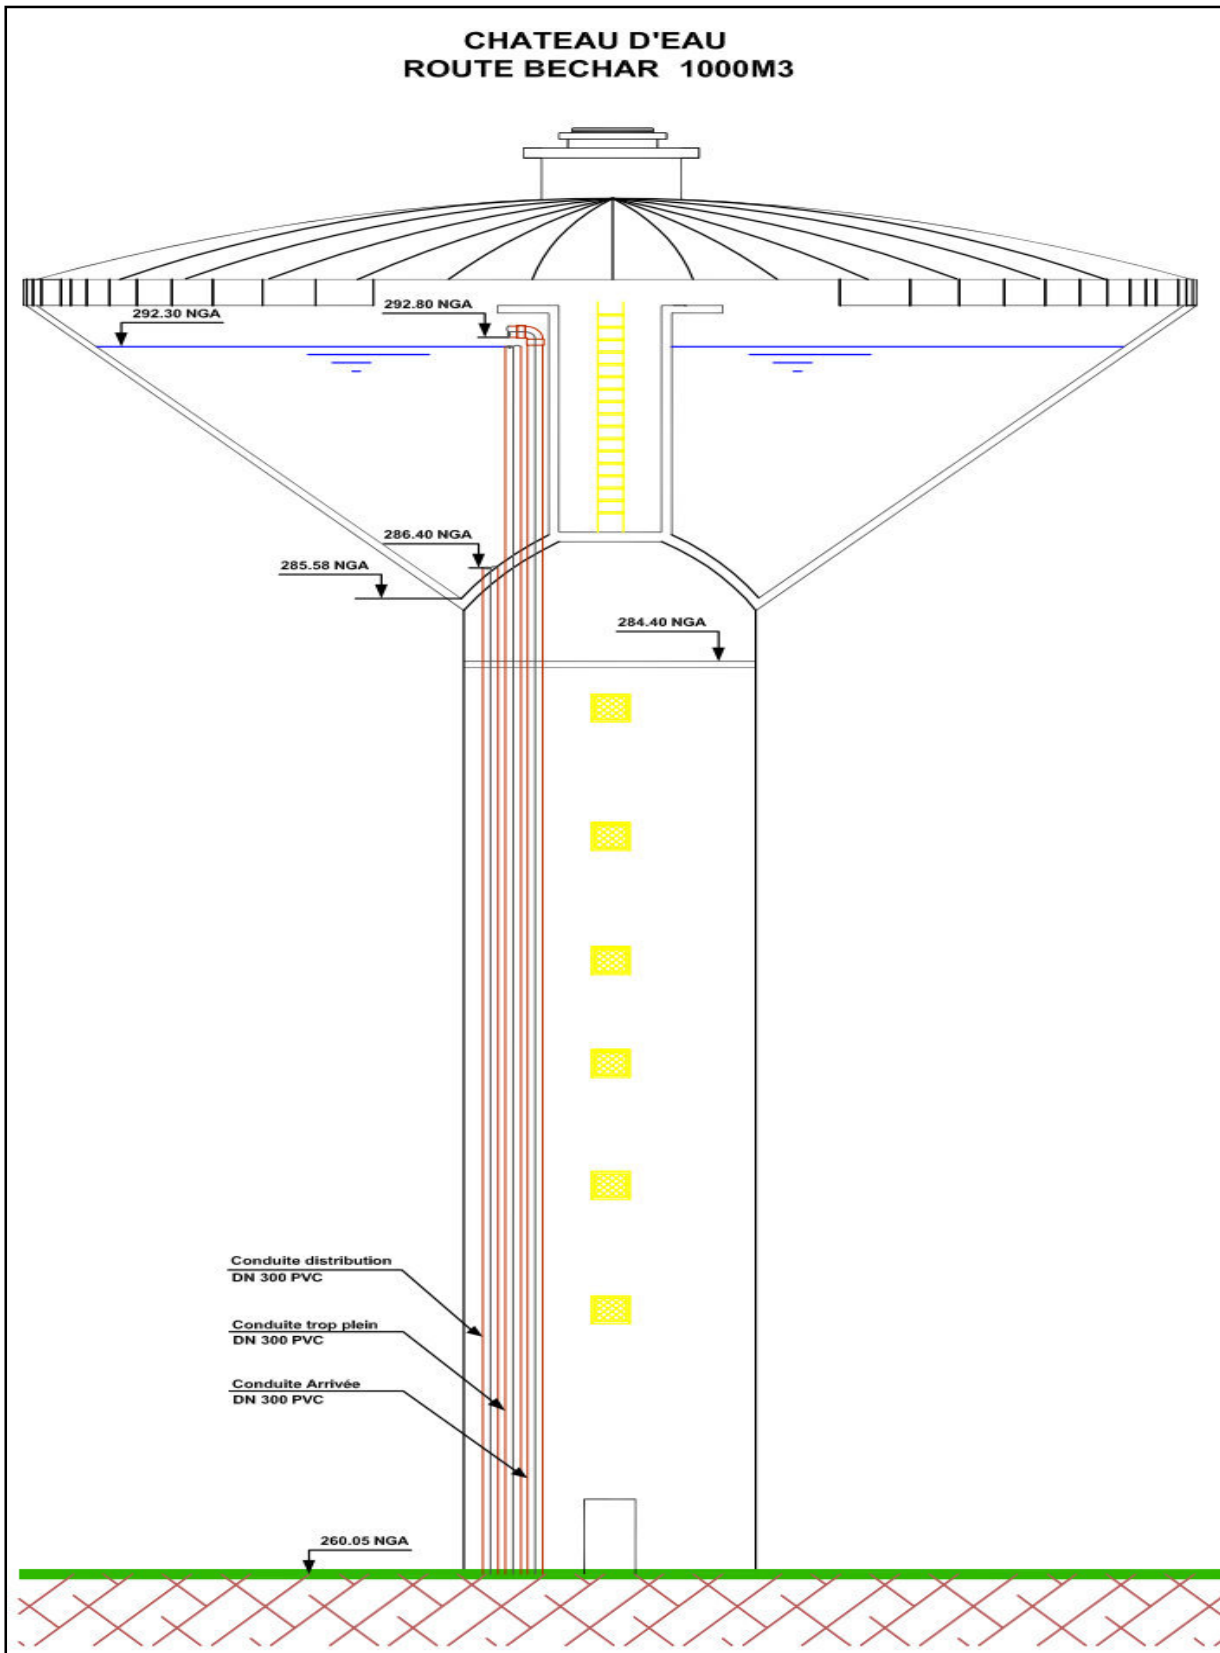 CHATEAU D'EAU
ROUTE BECHAR 1000M3
292.30 NGA
292.80 NGA
286.40 NGA
285.58 NGA
284.40 NGA
Conduite distribution
DN 300 PVC
Conduite trop plein
DN 300 PVC
Conduite Arrivée
DN 300 PVC
260.05 NGA